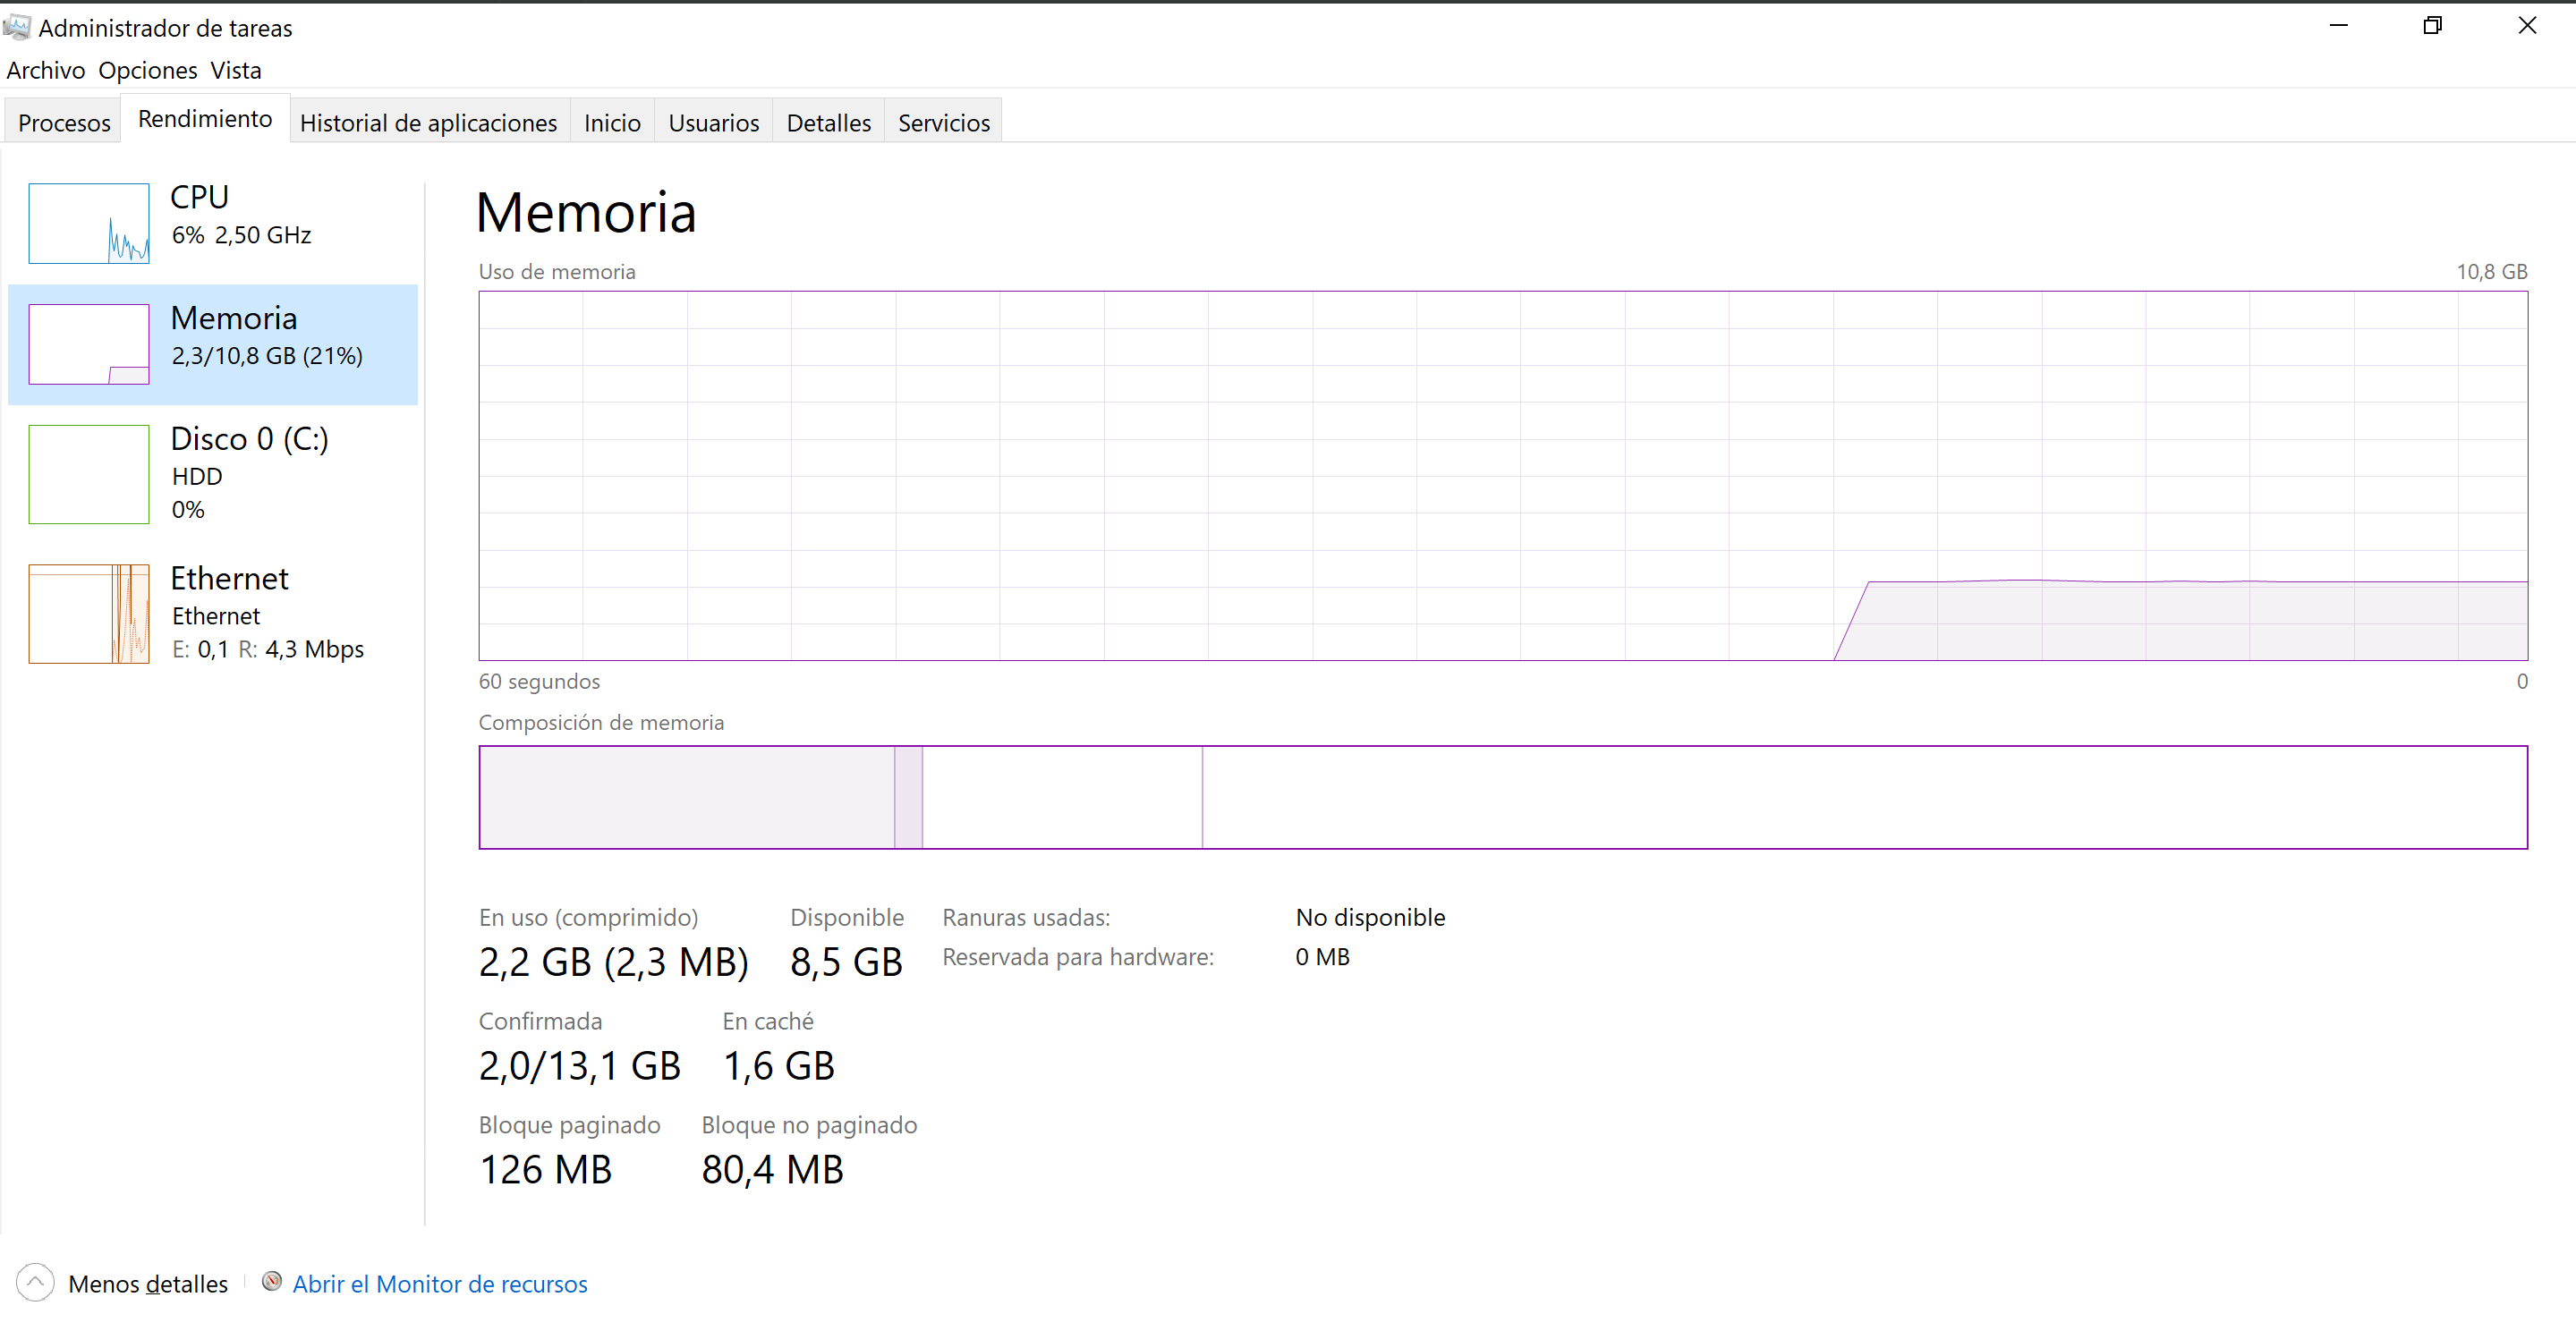 Administrador de tareas
Archivo Opciones Vista
Procesos Rendimiento Historial de aplicaciones Inicio Usuarios Detalles Servicios
CPU
6% 2,50 GHz
Memoria
2,3/10,8 GB (21%)
Disco 0 (C:)
HDD
0%
Ethernet
Ethernet
E: 0,1 R: 4,3 Mbps
Memoria
Uso de memoria 10,8 GB
60 segundos 0
Composición de memoria
En uso (comprimido) Disponible
2,2 GB (2,3 MB) 8,5 GB
Confirmada En caché
2,0/13,1 GB 1,6 GB
Bloque paginado Bloque no paginado
126 MB 80,4 MB
Ranuras usadas: No disponible
Reservada para hardware: 0 MB
Menos detalles Abrir el Monitor de recursos